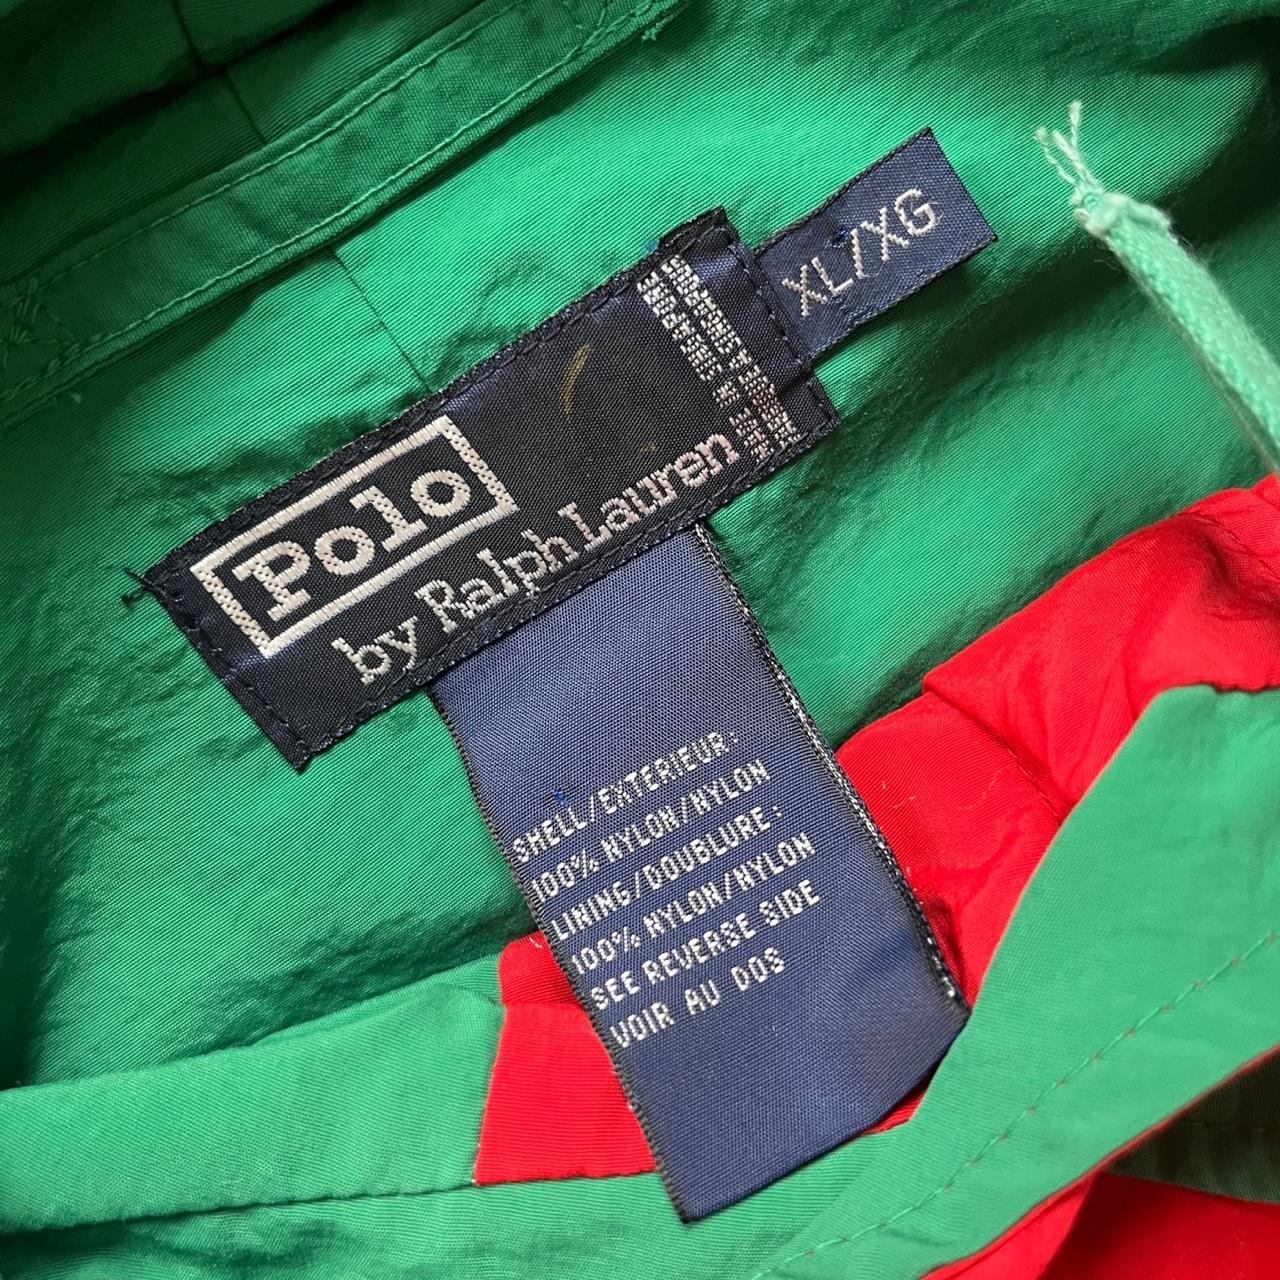 XL/XG
Polo
by Ralph Lauren
SHELL/EXTERIEUR:
100% NYLON/NYLON
LINING/DOUBLURE:
100% NYLON/NYLON
SEE REVERSE SIDE
VOIR AU DOS